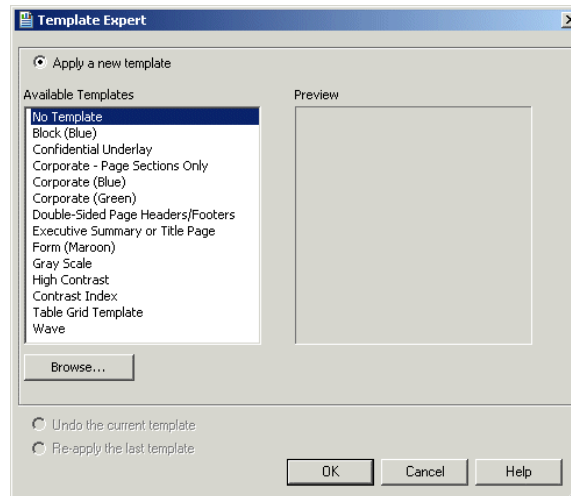 Template Expert
Apply a new template
Available Templates
Preview
No Template
Block (Blue)
Confidential Underlay
Corporate - Page Sections Only
Corporate (Blue)
Corporate (Green)
Double-Sided Page Headers/Footers
Executive Summary or Title Page
Form (Maroon)
Gray Scale
High Contrast
Contrast Index
Table Grid Template
Wave
Browse...
Undo the current template
Re-apply the last template
OK Cancel Help